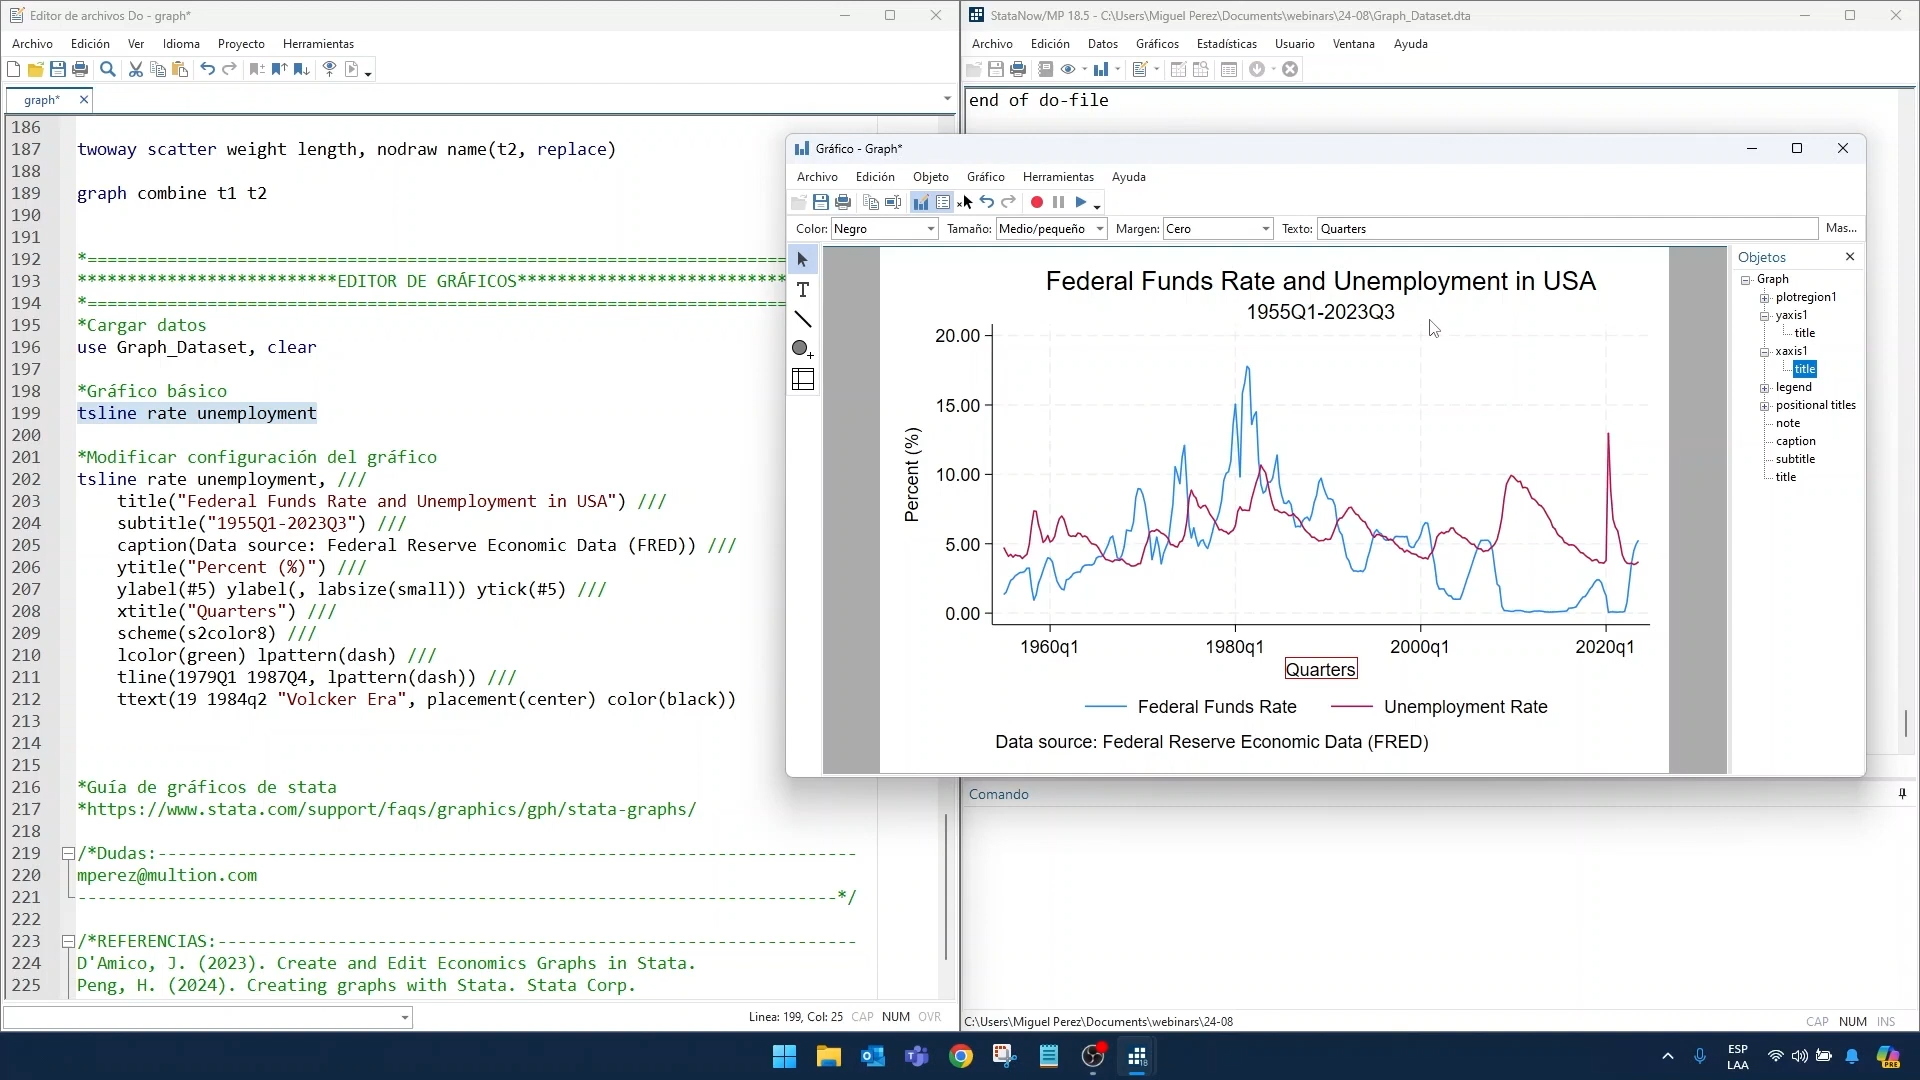 Editor de archivos Do - graph*
Archivo Edición Ver Idioma Proyecto Herramientas
graph*
186
187 twoway scatter weight length, nodraw name(t2, replace)
188
189 graph combine t1 t2
190
191
192 *=======================================================================
193 **************************EDITOR DE GRÁFICOS***************************
194 *=======================================================================
195 *Cargar datos
196 use Graph_Dataset, clear
197
198 *Gráfico básico
199 tsline rate unemployment
200
201 *Modificar configuración del gráfico
202 tsline rate unemployment, ///
203 title("Federal Funds Rate and Unemployment in USA") ///
204 subtitle("1955Q1-2023Q3") ///
205 caption(Data source: Federal Reserve Economic Data (FRED)) ///
206 ytitle("Percent (%)") ///
207 ylabel(#5) ylabel(, labsize(small)) ytick(#5) ///
208 xtitle("Quarters") ///
209 scheme(s2color8) ///
210 lcolor(green) lpattern(dash) ///
211 tline(1979Q1 1987Q4, lpattern(dash)) ///
212 ttext(19 1984q2 "Volcker Era", placement(center) color(black))
213
214
215
216 *Guía de gráficos de stata
217 *https://www.stata.com/support/faqs/graphics/gph/stata-graphs/
218
219 /*Dudas:----------------------------------------------------------------------
220 mperez@multion.com
221 ----------------------------------------------------------------------------*/
222
223 /*REFERENCIAS:----------------------------------------------------------------
224 D'Amico, J. (2023). Create and Edit Economics Graphs in Stata.
225 Peng, H. (2024). Creating graphs with Stata. Stata Corp.
Linea: 199, Col: 25 CAP NUM OVR
StataNow/MP 18.5 - C:\Users\Miguel Perez\Documents\webinars\24-08\Graph_Dataset.dta
Archivo Edición Datos Gráficos Estadísticas Usuario Ventana Ayuda
end of do-file
Gráfico - Graph*
Archivo Edición Objeto Gráfico Herramientas Ayuda
Color: Negro Tamaño: Medio/pequeño Margen: Cero Texto: Quarters Mas...
T
Federal Funds Rate and Unemployment in USA
1955Q1-2023Q3
20.00
15.00
10.00
5.00
0.00
Percent (%)
1960q1 1980q1 2000q1 2020q1
Quarters
Federal Funds Rate Unemployment Rate
Data source: Federal Reserve Economic Data (FRED)
Objetos
Graph
plotregion1
yaxis1
title
xaxis1
title
legend
positional titles
note
caption
subtitle
title
Comando
C:\Users\Miguel Perez\Documents\webinars\24-08
CAP NUM INS
ESP
LAA
PRE